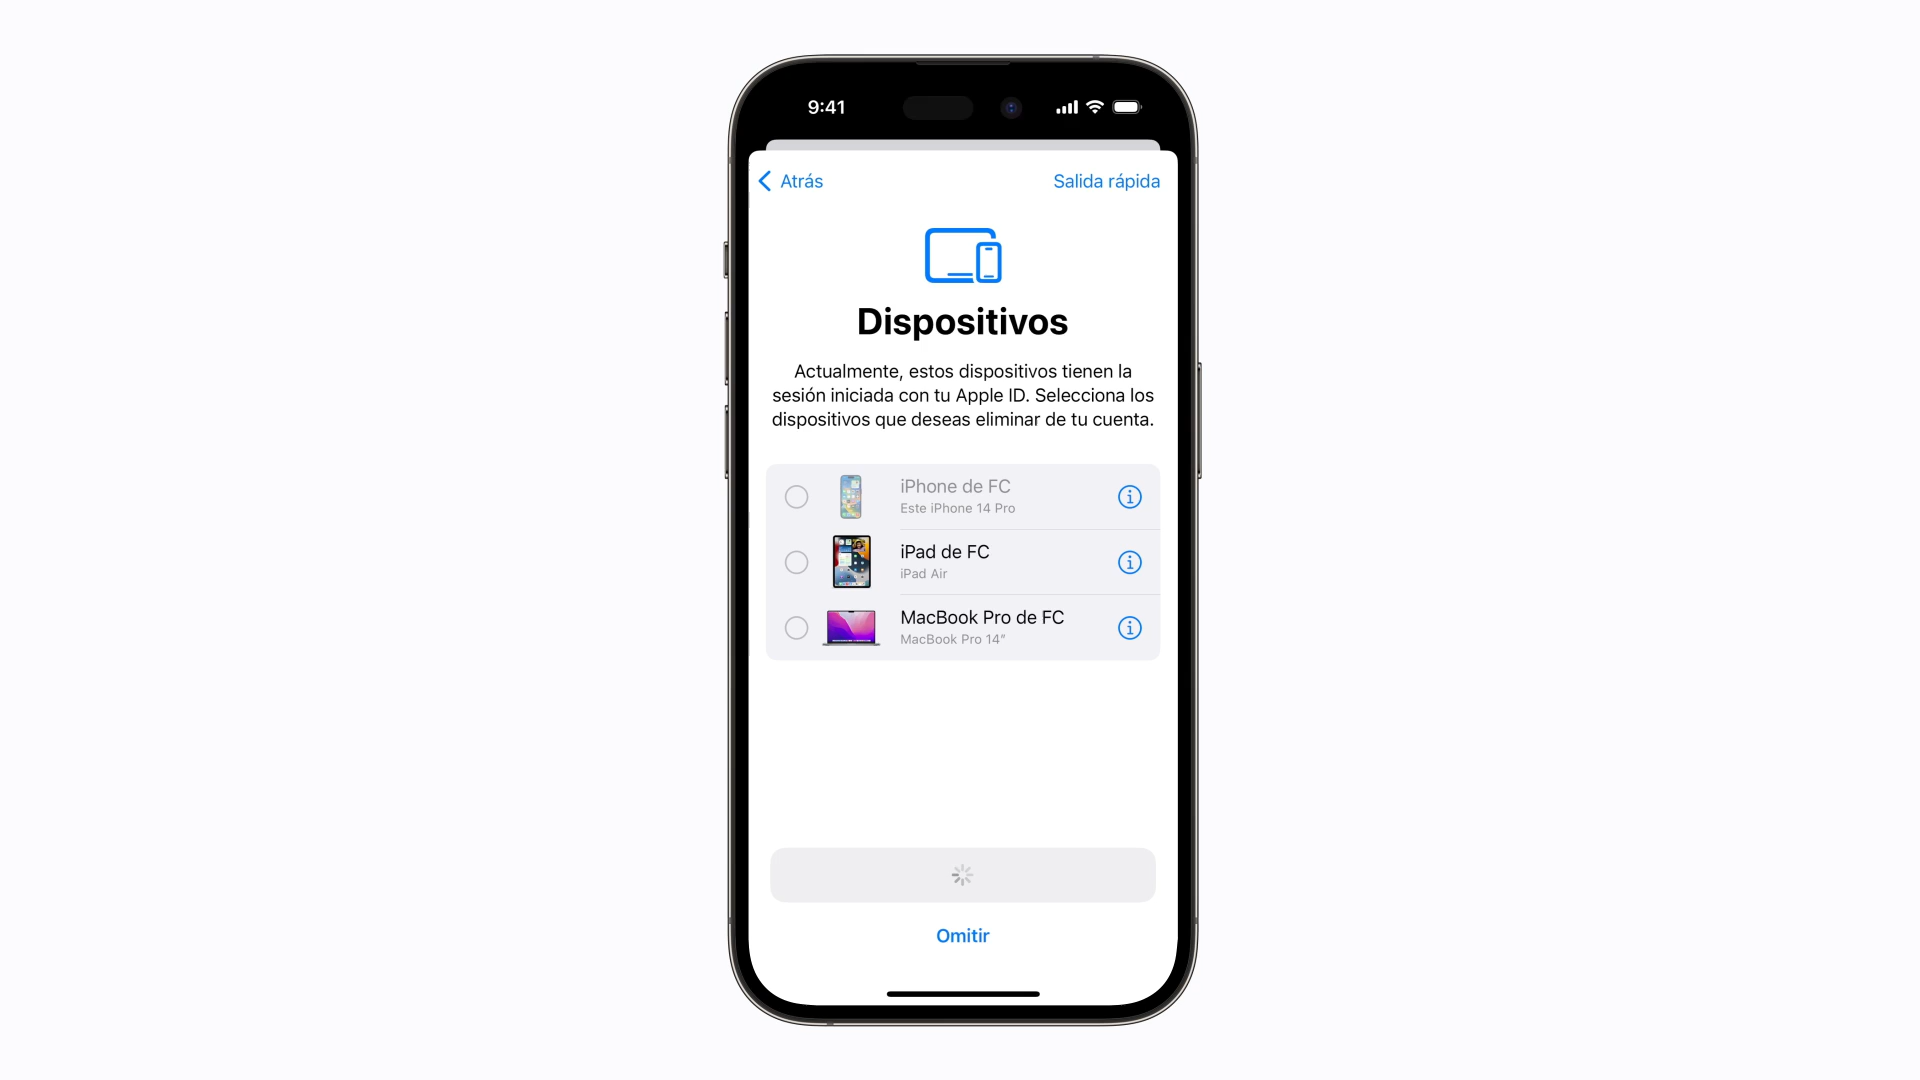 9:41
Atrás
Salida rápida
Dispositivos
Actualmente, estos dispositivos tienen la
sesión iniciada con tu Apple ID. Selecciona los
dispositivos que deseas eliminar de tu cuenta.
iPhone de FC
Este iPhone 14 Pro
iPad de FC
iPad Air
MacBook Pro de FC
MacBook Pro 14”
Omitir